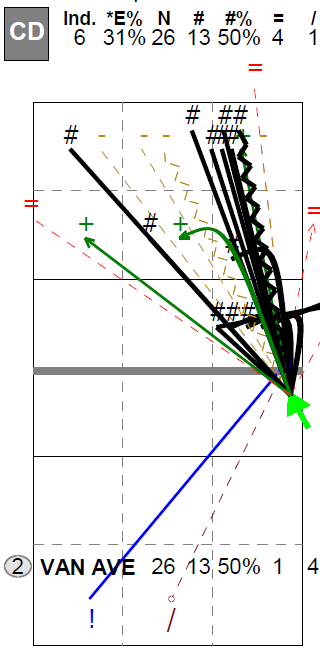 CD Ind. *E% N # #% = /
6 31% 26 13 50% 4 1
=
# ##
# - - - ### - -
=
+ # + #
=
###
2 VAN AVE 26 13 50% 1 4
! /